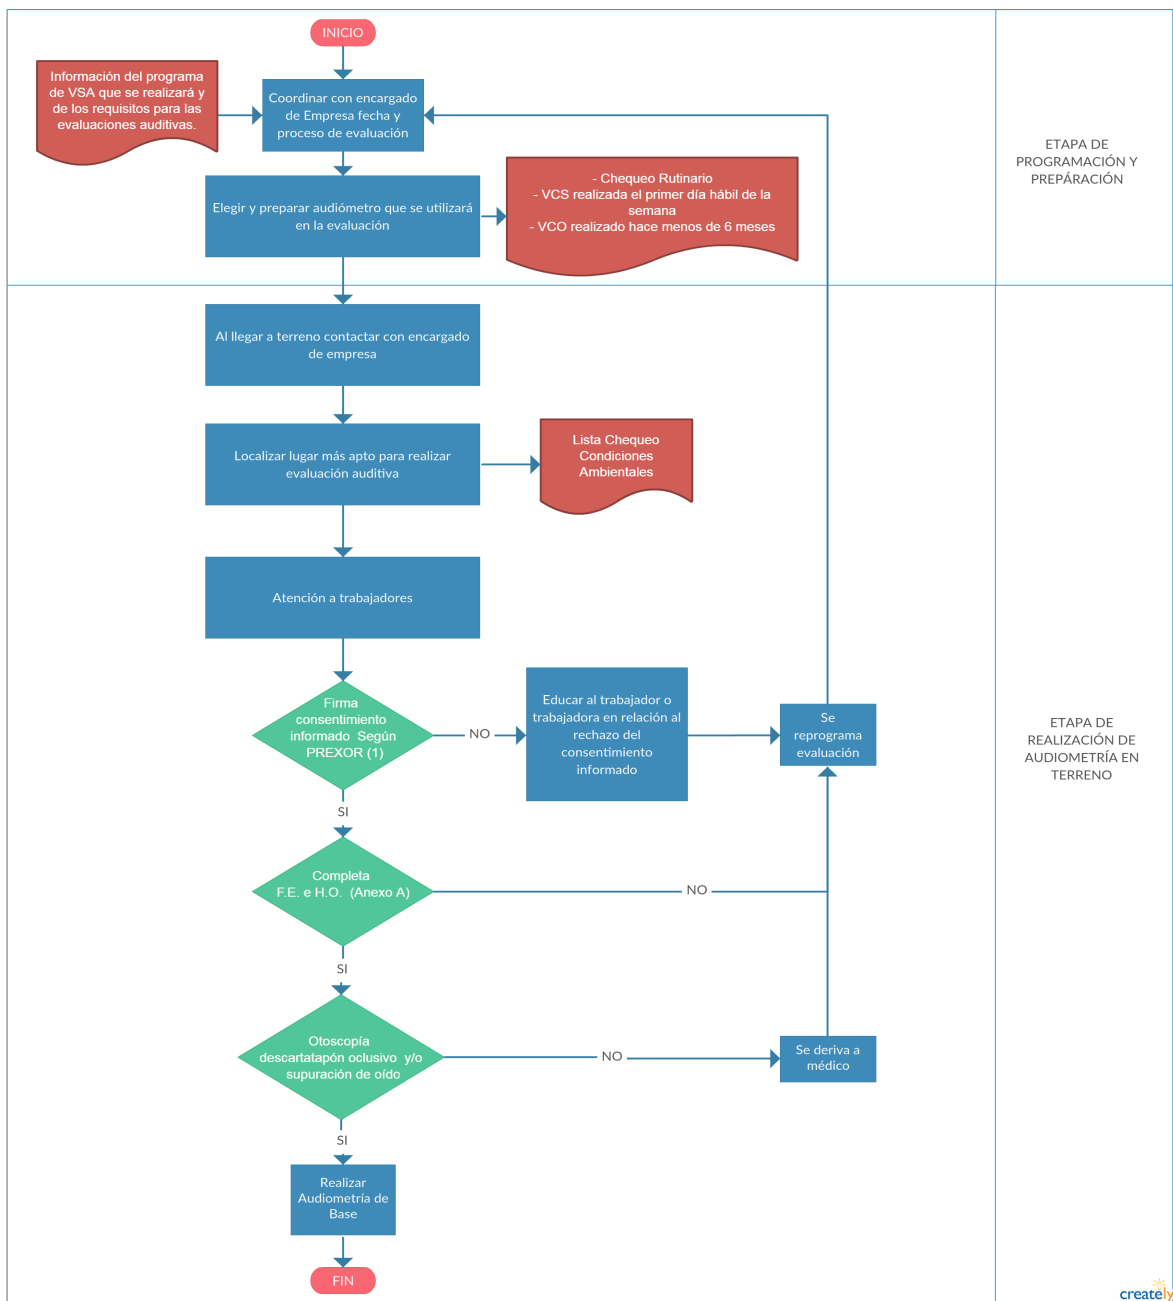 INICIO
Información del programa
de VSA que se realizará y
de los requisitos para las
evaluaciones auditivas.
Coordinar con encargado
de Empresa fecha y
proceso de evaluación
ETAPA DE
PROGRAMACIÓN Y
PREPÁRACIÓN
Elegir y preparar audiómetro que se utilizará
en la evaluación
- Chequeo Rutinario
- VCS realizada el primer día hábil de la
semana
- VCO realizado hace menos de 6 meses
Al llegar a terreno contactar con encargado
de empresa
Localizar lugar más apto para realizar
evaluación auditiva
Lista Chequeo
Condiciones
Ambientales
Atención a trabajadores
Firma
consentimiento
informado Según
PREXOR (1)
NO
Educar al trabajador o
trabajadora en relación al
rechazo del
consentimiento
informado
Se
reprograma
evaluación
ETAPA DE
REALIZACIÓN DE
AUDIOMETRÍA EN
TERRENO
SI
Completa
F.E. e H.O. (Anexo A)
NO
SI
Otoscopía
descartatapón oclusivo y/o
supuración de oído
NO
Se deriva a
médico
SI
Realizar
Audiometría de
Base
FIN
creately